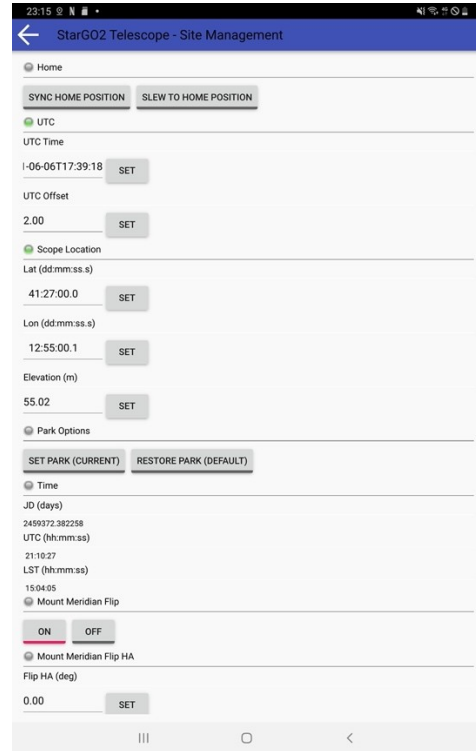 23:15
StarGO2 Telescope - Site Management
Home
SYNC HOME POSITION SLEW TO HOME POSITION
UTC
UTC Time
-06-06T17:39:18 SET
UTC Offset
2.00 SET
Scope Location
Lat (dd:mm:ss.s)
41:27:00.0 SET
Lon (dd:mm:ss.s)
12:55:00.1 SET
Elevation (m)
55.02 SET
Park Options
SET PARK (CURRENT) RESTORE PARK (DEFAULT)
Time
JD (days)
2459372.382258
UTC (hh:mm:ss)
21:10:27
LST (hh:mm:ss)
15:04:05
Mount Meridian Flip
ON OFF
Mount Meridian Flip HA
Flip HA (deg)
0.00 SET